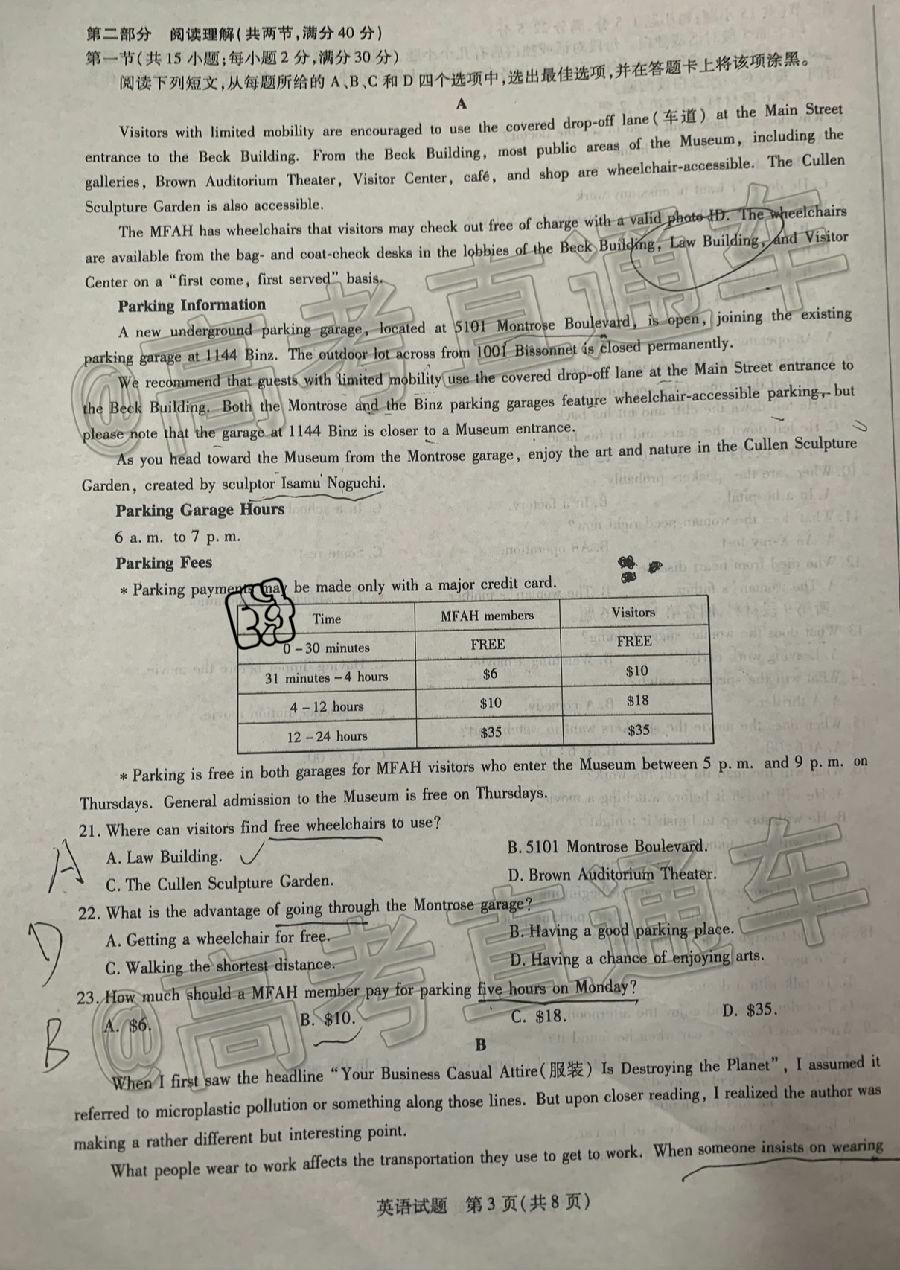 第二部分 阅读理解(共两节,满分40分)
第一节(共15小题;每小题2分,满分30分)
阅读下列短文,从每题所给的A、B、C和D四个选项中,选出最佳选项,并在答题卡上将该项涂黑。
A
Visitors with limited mobility are encouraged to use the covered drop-off lane(车道) at the Main Street
entrance to the Beck Building. From the Beck Building, most public areas of the Museum, including the
galleries, Brown Auditorium Theater, Visitor Center, café, and shop are wheelchair-accessible. The Cullen
Sculpture Garden is also accessible.
The MFAH has wheelchairs that visitors may check out free of charge with a valid photo ID. The wheelchairs
are available from the bag- and coat-check desks in the lobbies of the Beck Building, Law Building, and Visitor
Center on a "first come, first served" basis.
Parking Information
A new underground parking garage, located at 5101 Montrose Boulevard, is open, joining the existing
parking garage at 1144 Binz. The outdoor lot across from 1001 Bissonnet is closed permanently.
We recommend that guests with limited mobility use the covered drop-off lane at the Main Street entrance to
the Beck Building. Both the Montrose and the Binz parking garages feature wheelchair-accessible parking, but
please note that the garage at 1144 Binz is closer to a Museum entrance.
As you head toward the Museum from the Montrose garage, enjoy the art and nature in the Cullen Sculpture
Garden, created by sculptor Isamu Noguchi.
Parking Garage Hours
6 a.m. to 7 p.m.
Parking Fees
* Parking payments may be made only with a major credit card.
Time MFAH members Visitors
0-30 minutes FREE FREE
31 minutes-4 hours $6 $10
4-12 hours $10 $18
12-24 hours $35 $35
* Parking is free in both garages for MFAH visitors who enter the Museum between 5 p.m. and 9 p.m. on
Thursdays. General admission to the Museum is free on Thursdays.
21. Where can visitors find free wheelchairs to use?
A. Law Building. B. 5101 Montrose Boulevard.
A
C. The Cullen Sculpture Garden. D. Brown Auditorium Theater.
22. What is the advantage of going through the Montrose garage?
A. Getting a wheelchair for free. B. Having a good parking place.
D
C. Walking the shortest distance. D. Having a chance of enjoying arts.
23. How much should a MFAH member pay for parking five hours on Monday?
A. $6. B. $10. C. $18. D. $35.
B
B
When I first saw the headline "Your Business Casual Attire(服装) Is Destroying the Planet", I assumed it
referred to microplastic pollution or something along those lines. But upon closer reading, I realized the author was
making a rather different but interesting point.
What people wear to work affects the transportation they use to get to work. When someone insists on wearing
英语试题 第3页(共8页)
@高考直通车
@高考直通车